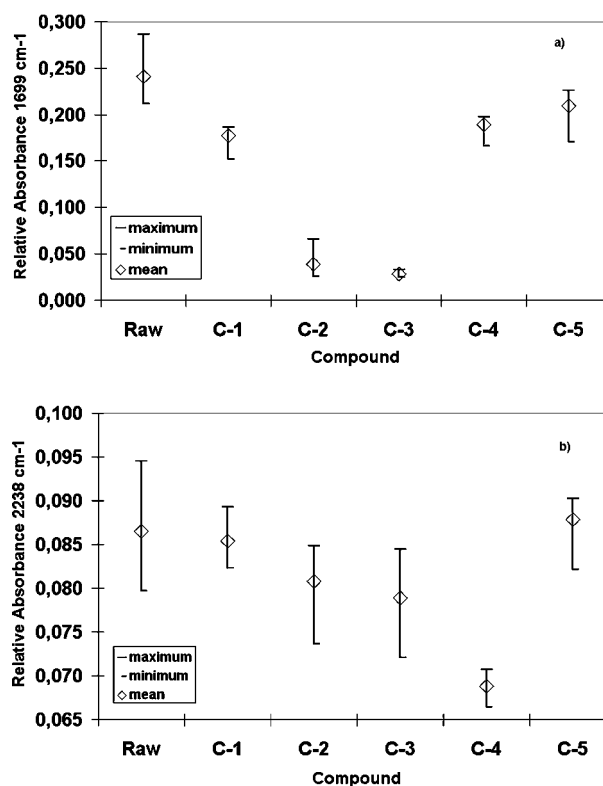 Relative Absorbance 1699 cm-1
0,300
0,250
0,200
0,150
0,100
0,050
0,000
a)
maximum
minimum
mean
Raw C-1 C-2 C-3 C-4 C-5
Compound
Relative Absorbance 2238 cm-1
0,100
0,095
0,090
0,085
0,080
0,075
0,070
0,065
b)
maximum
minimum
mean
Raw C-1 C-2 C-3 C-4 C-5
Compound